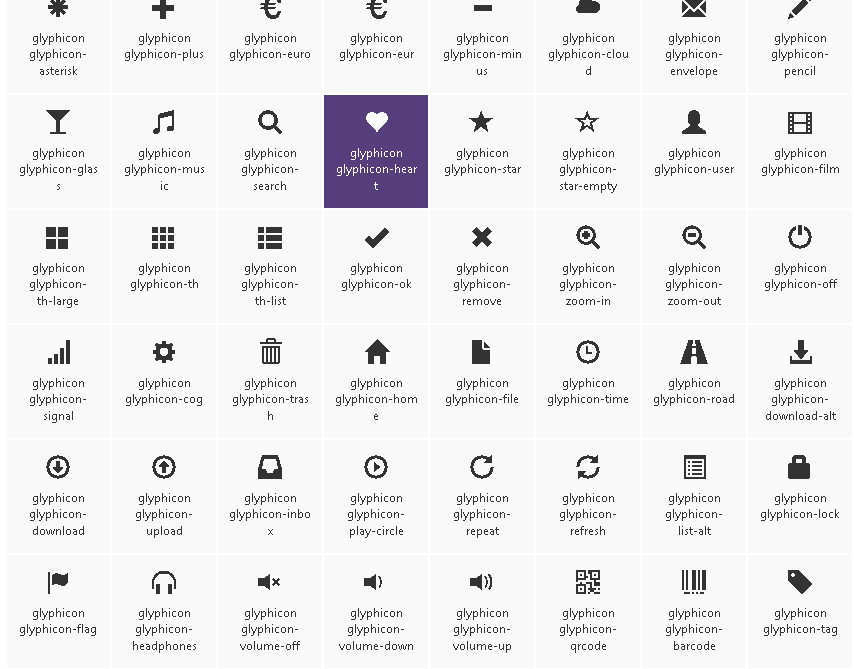 glyphicon
glyphicon-
asterisk
glyphicon
glyphicon-plus
glyphicon
glyphicon-euro
glyphicon
glyphicon-eur
glyphicon
glyphicon-min
us
glyphicon
glyphicon-clou
d
glyphicon
glyphicon-
envelope
glyphicon
glyphicon-
pencil
glyphicon
glyphicon-glas
s
glyphicon
glyphicon-mus
ic
glyphicon
glyphicon-
search
glyphicon
glyphicon-hear
t
glyphicon
glyphicon-star
glyphicon
glyphicon-
star-empty
glyphicon
glyphicon-user
glyphicon
glyphicon-film
glyphicon
glyphicon-
th-large
glyphicon
glyphicon-th
glyphicon
glyphicon-
th-list
glyphicon
glyphicon-ok
glyphicon
glyphicon-
remove
glyphicon
glyphicon-
zoom-in
glyphicon
glyphicon-
zoom-out
glyphicon
glyphicon-off
glyphicon
glyphicon-
signal
glyphicon
glyphicon-cog
glyphicon
glyphicon-tras
h
glyphicon
glyphicon-hom
e
glyphicon
glyphicon-file
glyphicon
glyphicon-time
glyphicon
glyphicon-road
glyphicon
glyphicon-
download-alt
glyphicon
glyphicon-
download
glyphicon
glyphicon-
upload
glyphicon
glyphicon-inbo
x
glyphicon
glyphicon-
play-circle
glyphicon
glyphicon-
repeat
glyphicon
glyphicon-
refresh
glyphicon
glyphicon-
list-alt
glyphicon
glyphicon-lock
glyphicon
glyphicon-flag
glyphicon
glyphicon-
headphones
glyphicon
glyphicon-
volume-off
glyphicon
glyphicon-
volume-down
glyphicon
glyphicon-
volume-up
glyphicon
glyphicon-
qrcode
glyphicon
glyphicon-
barcode
glyphicon
glyphicon-tag